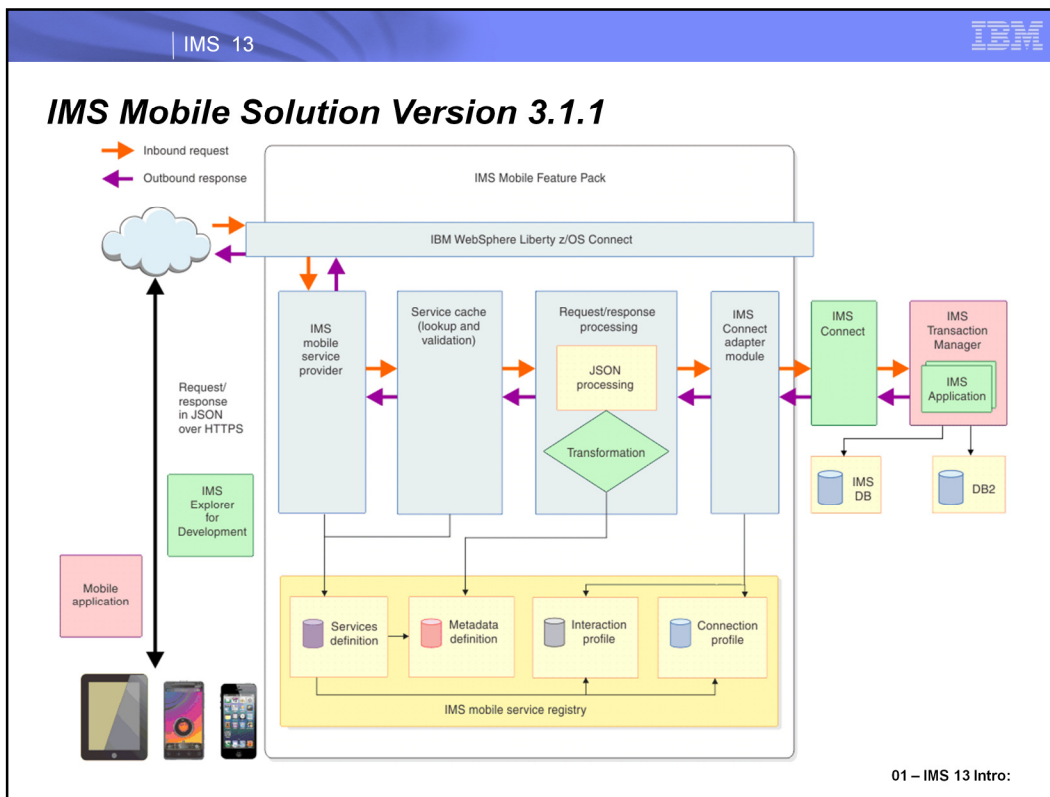 IMS 13
IBM
IMS Mobile Solution Version 3.1.1
Inbound request
Outbound response
IMS Mobile Feature Pack
IBM WebSphere Liberty z/OS Connect
IMS
mobile
service
provider
Service cache
(lookup and
validation)
Request/response
processing
JSON
processing
Transformation
IMS
Connect
adapter
module
IMS
Connect
IMS
Transaction
Manager
IMS
Application
IMS
DB
DB2
Request/
response
in JSON
over HTTPS
IMS
Explorer
for
Development
Mobile
application
Services
definition
Metadata
definition
Interaction
profile
Connection
profile
IMS mobile service registry
01 – IMS 13 Intro: